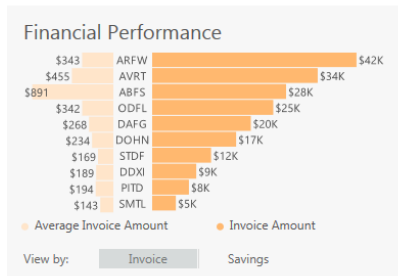 Financial Performance
$343 ARFW $42K
$455 AVRT $34K
$891 ABFS $28K
$342 ODFL $25K
$268 DAFG $20K
$234 DOHN $17K
$169 STDF $12K
$189 DDXI $9K
$194 PITD $8K
$143 SMTL $5K
Average Invoice Amount Invoice Amount
View by: Invoice Savings